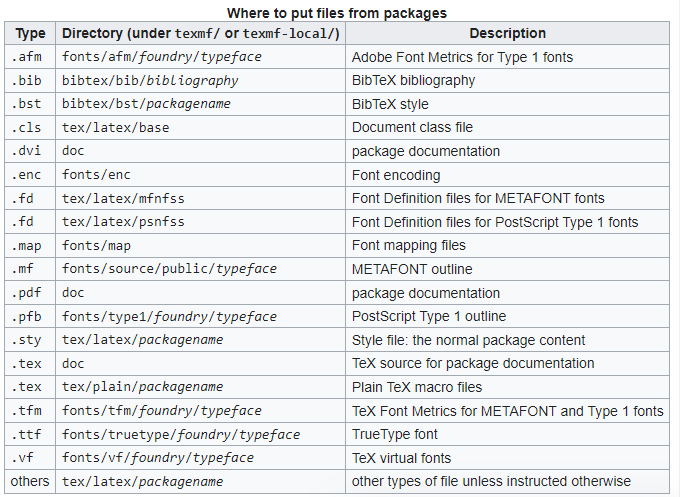 Where to put files from packages
Type Directory (under texmf/ or texmf-local/) Description
.afm fonts/afm/foundry/typeface Adobe Font Metrics for Type 1 fonts
.bib bibtex/bib/bibliography BibTeX bibliography
.bst bibtex/bst/packagename BibTeX style
.cls tex/latex/base Document class file
.dvi doc package documentation
.enc fonts/enc Font encoding
.fd tex/latex/mfnfss Font Definition files for METAFONT fonts
.fd tex/latex/psnfss Font Definition files for PostScript Type 1 fonts
.map fonts/map Font mapping files
.mf fonts/source/public/typeface METAFONT outline
.pdf doc package documentation
.pfb fonts/type1/foundry/typeface PostScript Type 1 outline
.sty tex/latex/packagename Style file: the normal package content
.tex doc TeX source for package documentation
.tex tex/plain/packagename Plain TeX macro files
.tfm fonts/tfm/foundry/typeface TeX Font Metrics for METAFONT and Type 1 fonts
.ttf fonts/truetype/foundry/typeface TrueType font
.vf fonts/vf/foundry/typeface TeX virtual fonts
others tex/latex/packagename other types of file unless instructed otherwise